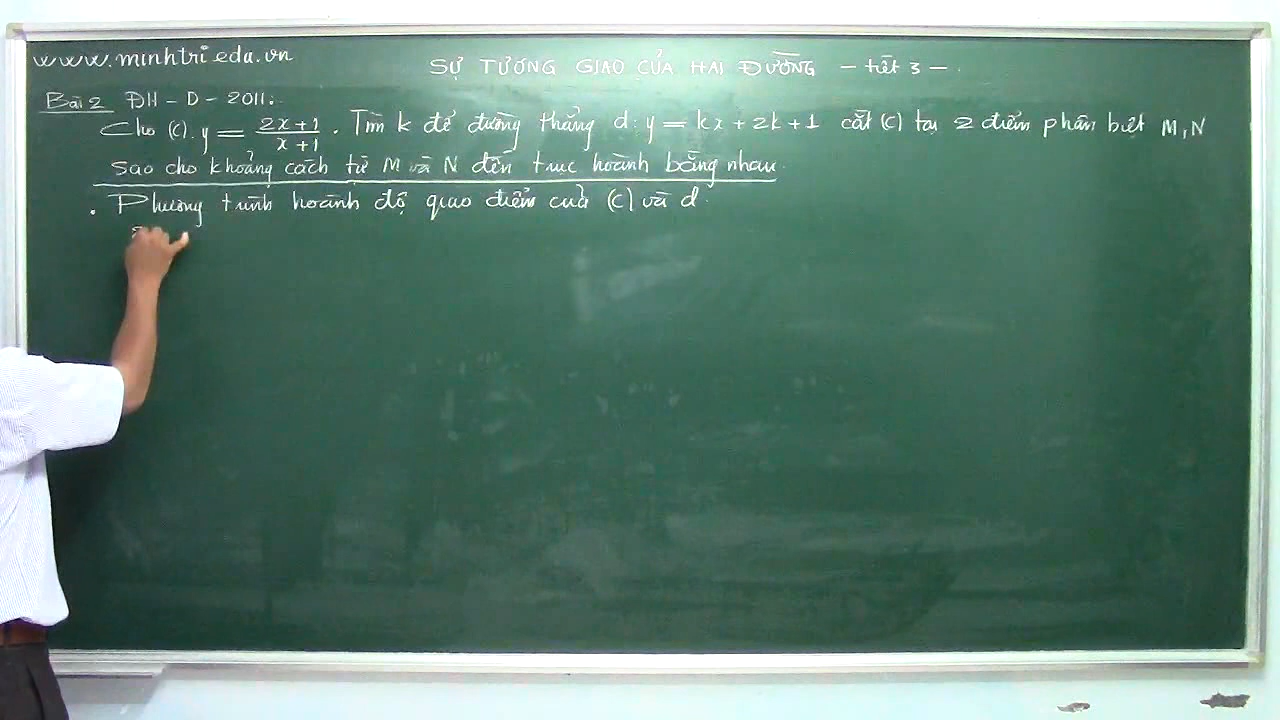 www.minhtri.edu.vn
SỰ TƯƠNG GIAO CỦA HAI ĐƯỜNG - tiết 3 -
Bài 2 ĐH - D - 2011:
Cho (C): y = \frac{2x+1}{x+1}. Tìm k để đường thẳng d: y = kx + 2k + 1 cắt (C) tại 2 điểm phân biệt M, N
sao cho khoảng cách từ M và N đến trục hoành bằng nhau.
. Phương trình hoành độ giao điểm của (C) và d.